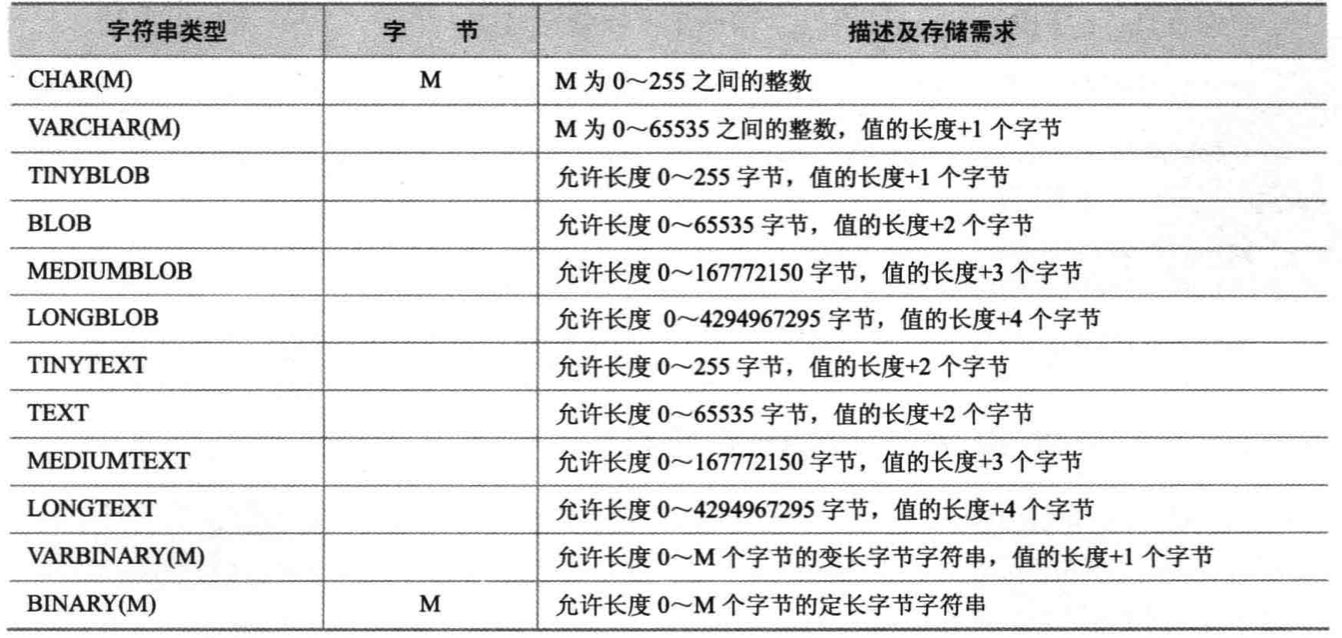 字符串类型 字 节 描述及存储需求
CHAR(M) M M 为 0~255 之间的整数
VARCHAR(M) M 为 0~65535 之间的整数，值的长度+1 个字节
TINYBLOB 允许长度 0~255 字节，值的长度+1 个字节
BLOB 允许长度 0~65535 字节，值的长度+2 个字节
MEDIUMBLOB 允许长度 0~167772150 字节，值的长度+3 个字节
LONGBLOB 允许长度 0~4294967295 字节，值的长度+4 个字节
TINYTEXT 允许长度 0~255 字节，值的长度+2 个字节
TEXT 允许长度 0~65535 字节，值的长度+2 个字节
MEDIUMTEXT 允许长度 0~167772150 字节，值的长度+3 个字节
LONGTEXT 允许长度 0~4294967295 字节，值的长度+4 个字节
VARBINARY(M) 允许长度 0~M 个字节的变长字节字符串，值的长度+1 个字节
BINARY(M) M 允许长度 0~M 个字节的定长字节字符串